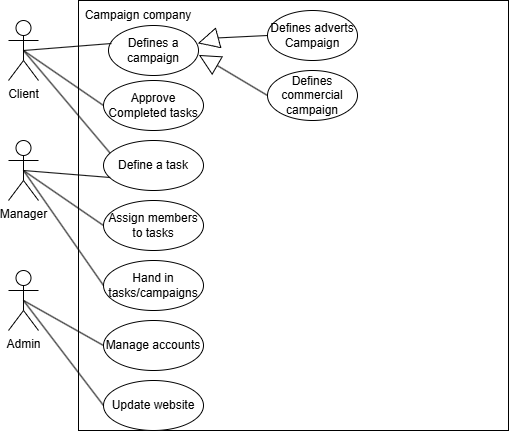 Campaign company
Defines a
campaign
Defines adverts
Campaign
Defines
commercial
campaign
Client
Approve
Completed tasks
Define a task
Manager
Assign members
to tasks
Hand in
tasks/campaigns
Admin
Manage accounts
Update website